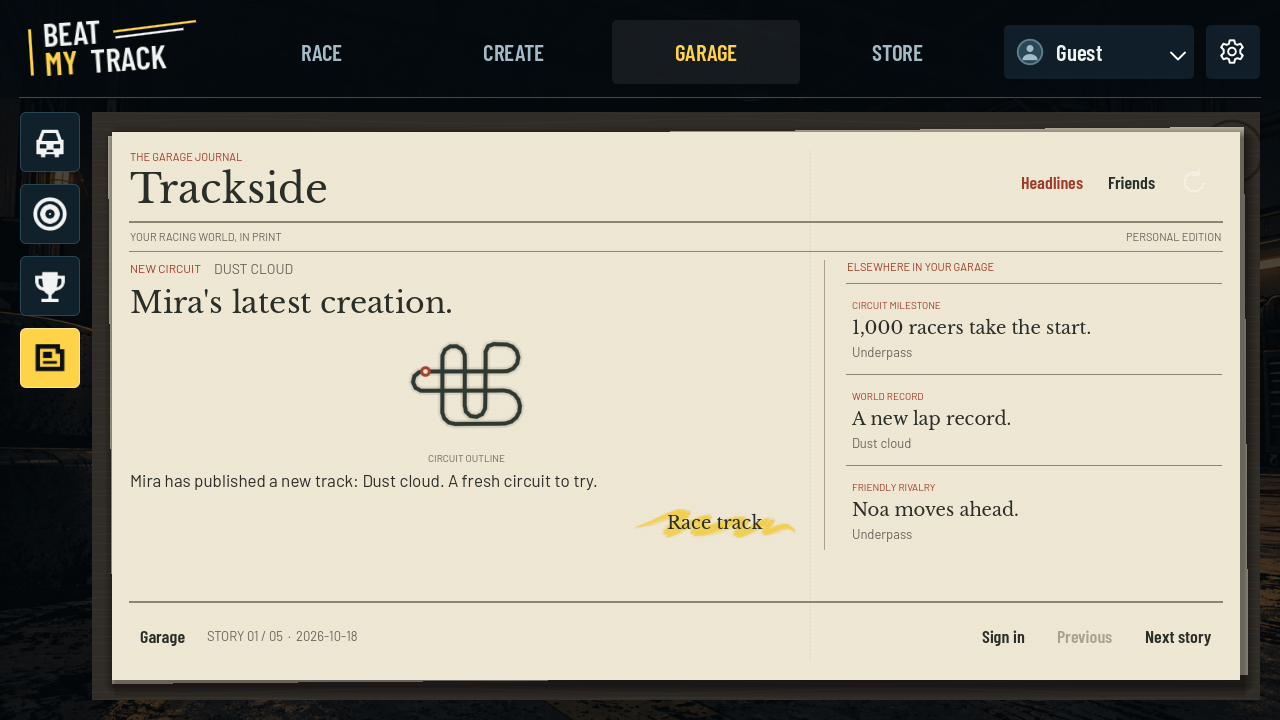 BEAT
MY TRACK
RACE
CREATE
GARAGE
STORE
Guest
THE GARAGE JOURNAL
Trackside
Headlines
Friends
YOUR RACING WORLD, IN PRINT
PERSONAL EDITION
NEW CIRCUIT DUST CLOUD
Mira's latest creation.
CIRCUIT OUTLINE
Mira has published a new track: Dust cloud. A fresh circuit to try.
Race track
ELSEWHERE IN YOUR GARAGE
CIRCUIT MILESTONE
1,000 racers take the start.
Underpass
WORLD RECORD
A new lap record.
Dust cloud
FRIENDLY RIVALRY
Noa moves ahead.
Underpass
Garage
STORY 01 / 05 · 2026-10-18
Sign in
Previous
Next story